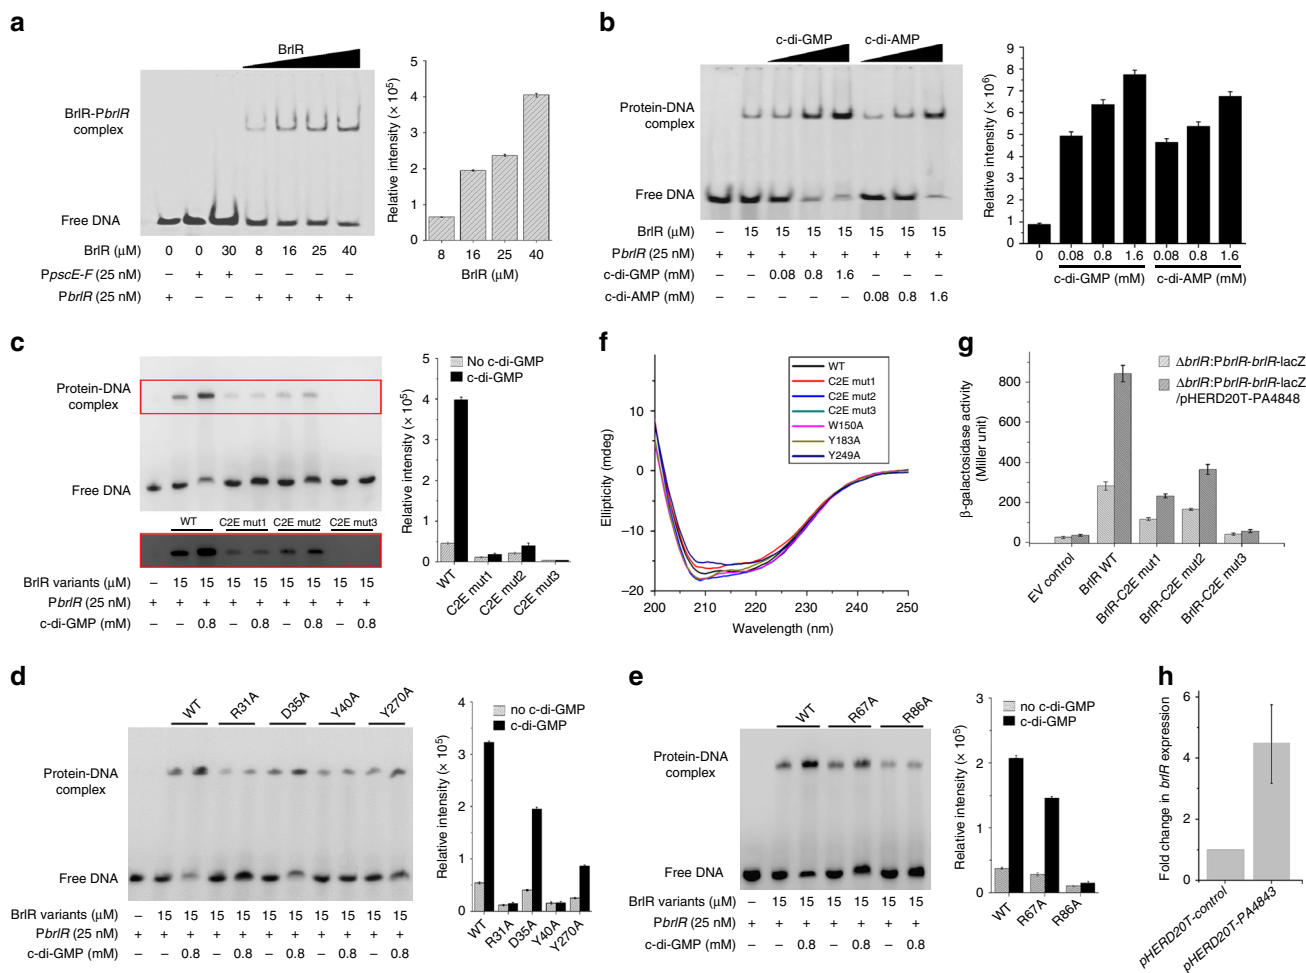 a
BrlR
BrlR-PbrlR
complex
Free DNA
BrlR (μM) 0 0 30 8 16 25 40
PpscE-F (25 nM) – + + – – – –
PbrlR (25 nM) + – – + + + +
Relative intensity (× 10⁵)
5
4
3
2
1
0
8 16 25 40
BrlR (μM)
b
c-di-GMP c-di-AMP
Protein-DNA
complex
Free DNA
BrlR (μM) – 15 15 15 15 15 15 15
PbrlR (25 nM) + + + + + + + +
c-di-GMP (mM) – – 0.08 0.8 1.6 – – –
c-di-AMP (mM) – – – – – 0.08 0.8 1.6
Relative intensity (× 10⁶)
9
8
7
6
5
4
3
2
1
0
0 0.08 0.8 1.6 0.08 0.8 1.6
c-di-GMP (mM) c-di-AMP (mM)
c
Protein-DNA
complex
Free DNA
WT C2E mut1 C2E mut2 C2E mut3
BrlR variants (μM) – 15 15 15 15 15 15 15 15
PbrlR (25 nM) + + + + + + + + +
c-di-GMP (mM) – – 0.8 – 0.8 – 0.8 – 0.8
Relative intensity (× 10⁵)
5
4
3
2
1
0
No c-di-GMP
c-di-GMP
WT
C2E mut1
C2E mut2
C2E mut3
f
Ellipticity (mdeg)
10
0
–10
–20
200 210 220 230 240 250
Wavelength (nm)
WT
C2E mut1
C2E mut2
C2E mut3
W150A
Y183A
Y249A
g
β-galactosidase activity
(Miller unit)
800
600
400
200
0
ΔbrlR:PbrlR-brlR-lacZ
ΔbrlR:PbrlR-brlR-lacZ
/pHERD20T-PA4848
EV control
BrlR WT
BrlR-C2E mut1
BrlR-C2E mut2
BrlR-C2E mut3
d
WT R31A D35A Y40A Y270A
Protein-DNA
complex
Free DNA
BrlR variants (μM) – 15 15 15 15 15 15 15 15 15 15
PbrlR (25 nM) + + + + + + + + + + +
c-di-GMP (mM) – – 0.8 – 0.8 – 0.8 – 0.8 – 0.8
Relative intensity (× 10⁵)
4
3
2
1
0
no c-di-GMP
c-di-GMP
WT
R31A
D35A
Y40A
Y270A
e
WT R67A R86A
Protein-DNA
complex
Free DNA
BrlR variants (μM) – 15 15 15 15 15 15
PbrlR (25 nM) + + + + + + +
c-di-GMP (mM) – – 0.8 – 0.8 – 0.8
Relative intensity (× 10⁵)
3
2
1
0
no c-di-GMP
c-di-GMP
WT
R67A
R86A
h
Fold change in brlR expression
6
4
2
0
pHERD20T-control
pHERD20T-PA4843